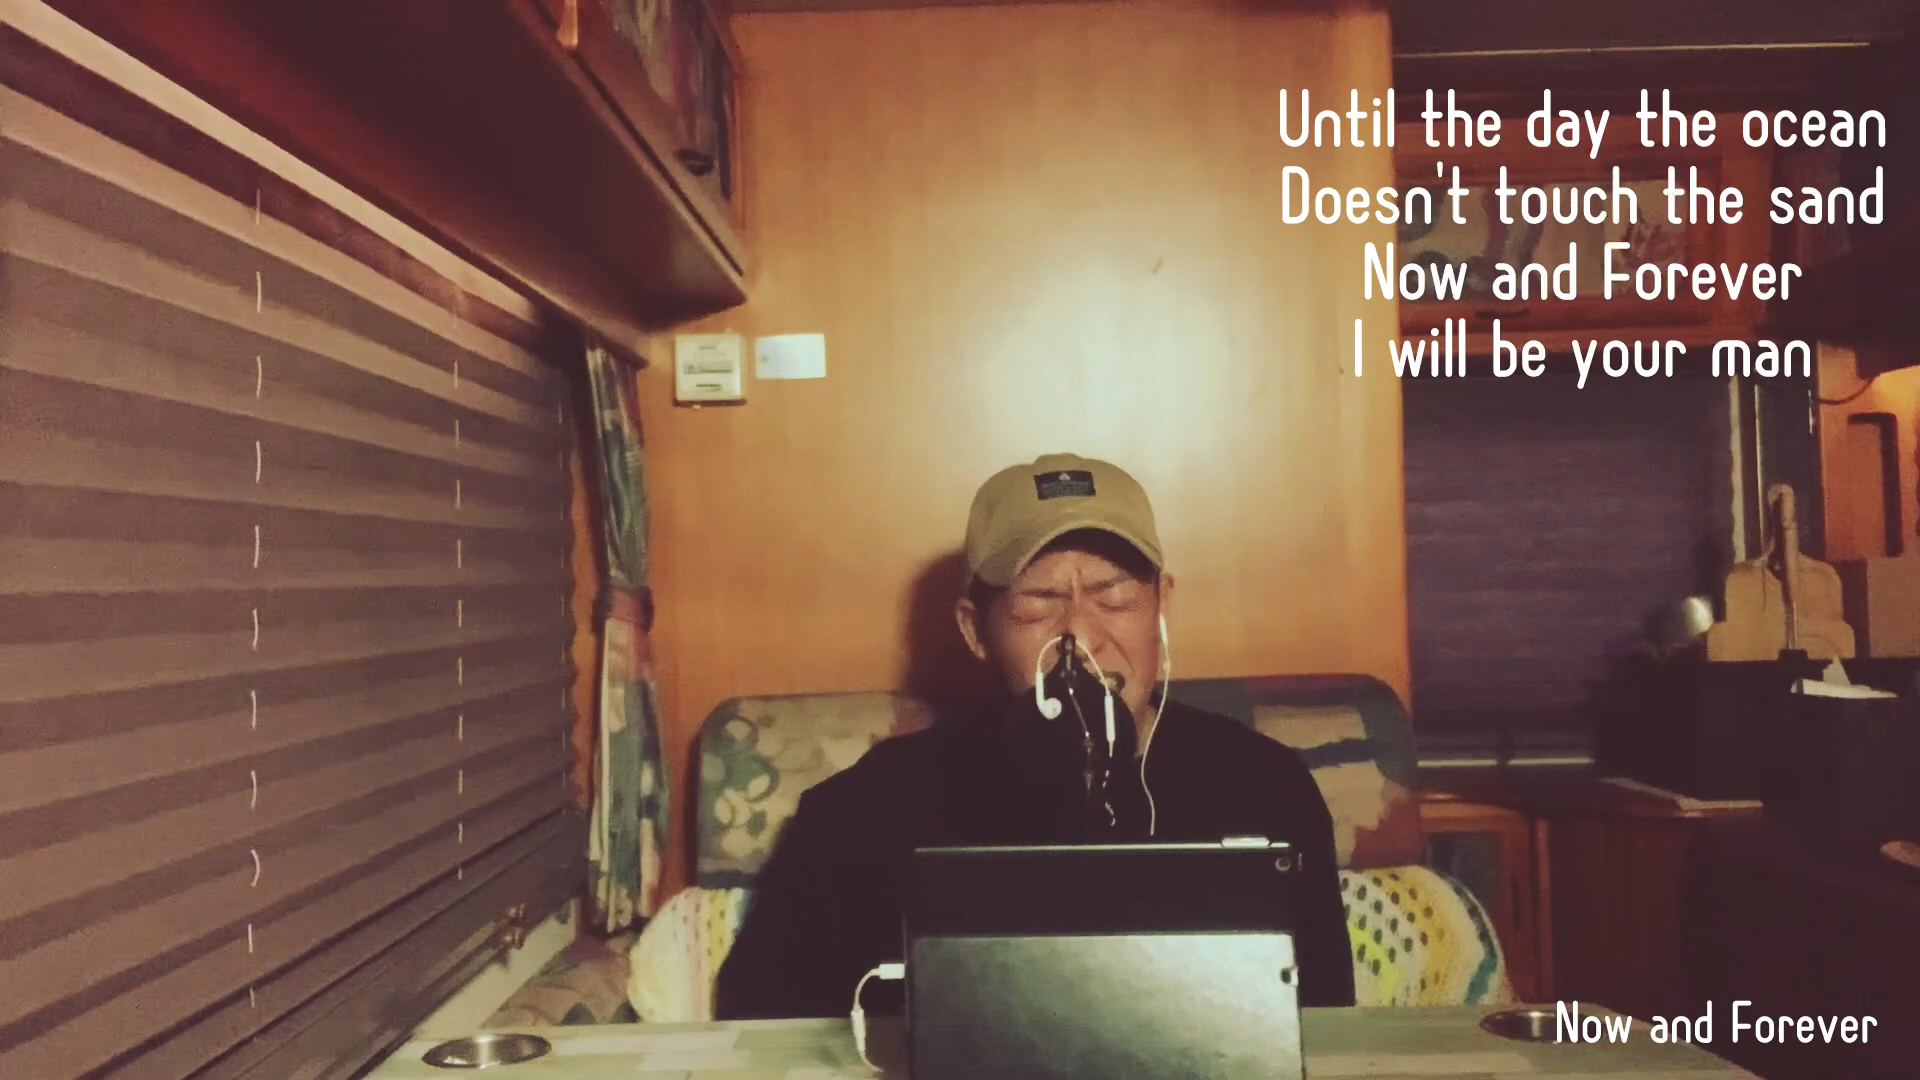 Until the day the ocean
Doesn't touch the sand
Now and Forever
I will be your man
Now and Forever